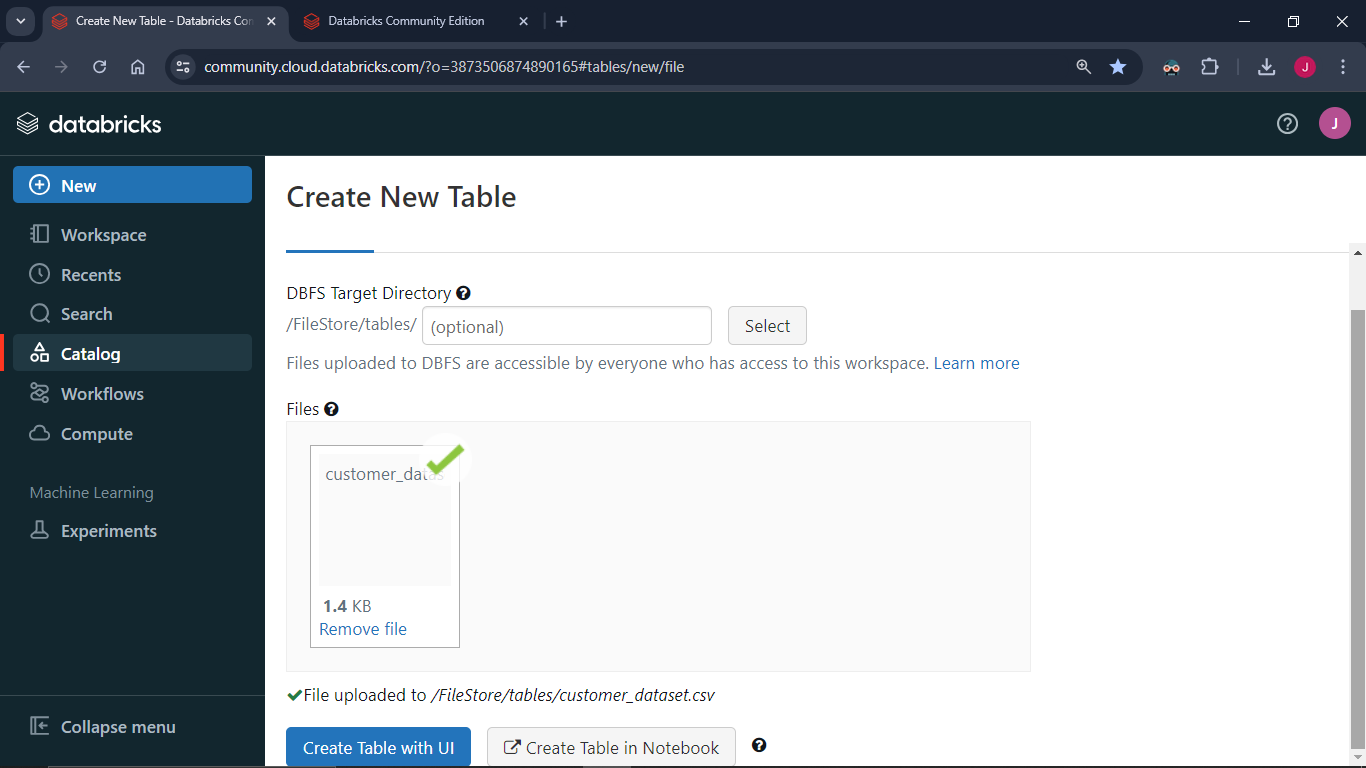 Create New Table - Databricks Con
Databricks Community Edition
community.cloud.databricks.com/?o=3873506874890165#tables/new/file
J
databricks
J
New
Workspace
Recents
Search
Catalog
Workflows
Compute
Machine Learning
Experiments
Collapse menu
Create New Table
DBFS Target Directory
/FileStore/tables/ (optional) Select
Files uploaded to DBFS are accessible by everyone who has access to this workspace. Learn more
Files
customer_datas
1.4 KB
Remove file
File uploaded to /FileStore/tables/customer_dataset.csv
Create Table with UI
Create Table in Notebook